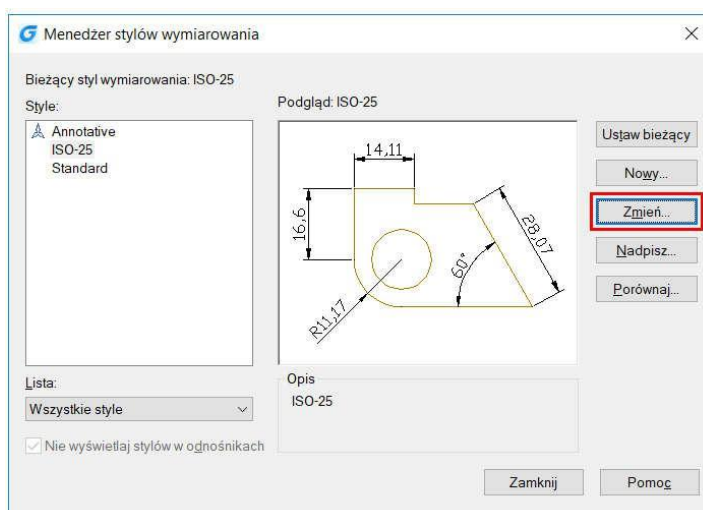 Menedżer stylów wymiarowania
Bieżący styl wymiarowania: ISO-25
Style:
Annotative
ISO-25
Standard
Podgląd: ISO-25
14,11
16,6
28,07
60°
R11,17
Ustaw bieżący
Nowy...
Zmień...
Nadpisz...
Porównaj...
Lista:
Wszystkie style
Nie wyświetlaj stylów w odnośnikach
Opis
ISO-25
Zamknij
Pomoc